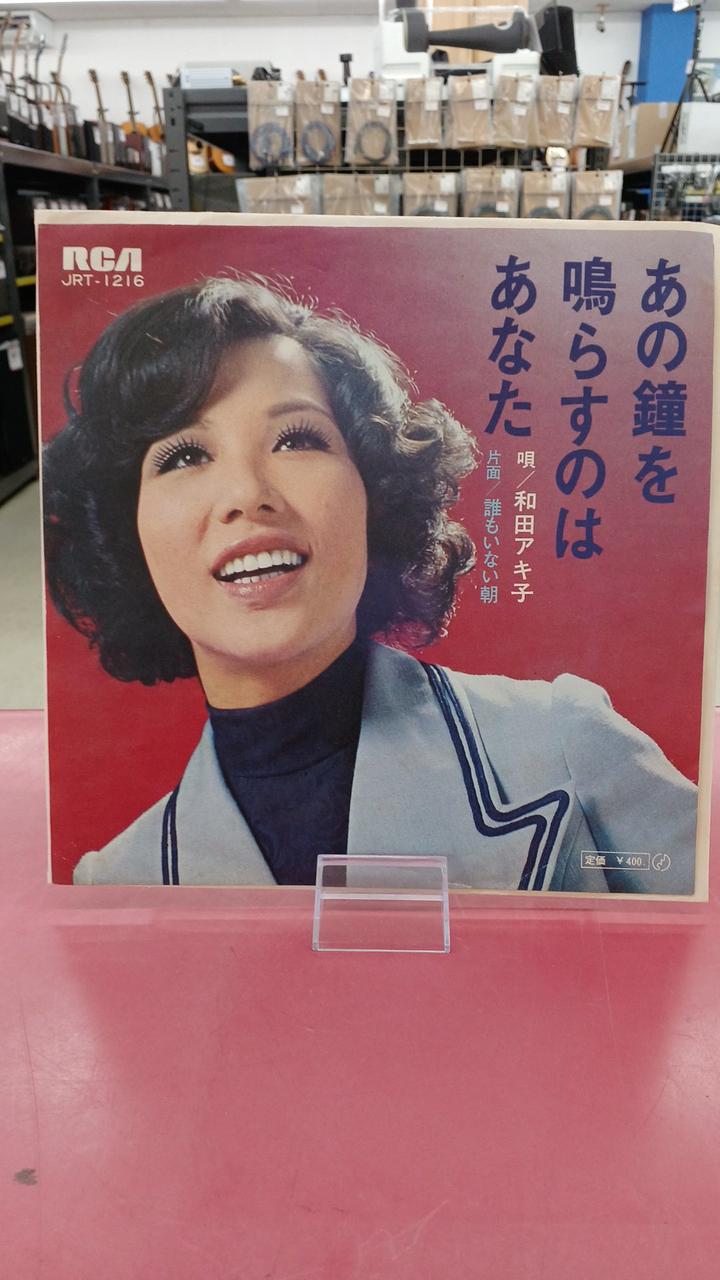 RCA
JRT-1216
あの鐘を
鳴らすのは
あなた
唄/和田アキ子
片面/誰もいない朝
定価 ¥400.